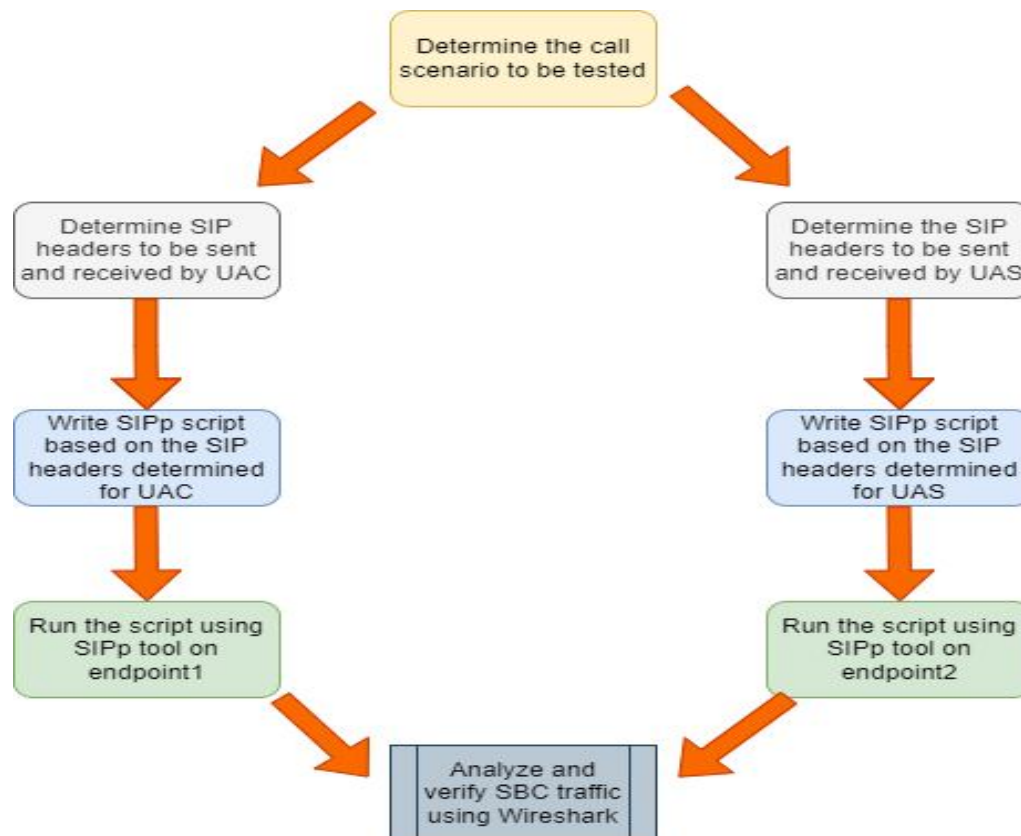 Determine the call
scenario to be tested
Determine SIP
headers to be sent
and received by UAC
Determine the SIP
headers to be sent
and received by UAS
Write SIPp script
based on the SIP
headers determined
for UAC
Write SIPp script
based on the SIP
headers determined
for UAS
Run the script using
SIPp tool on
endpoint1
Run the script using
SIPp tool on
endpoint2
Analyze and
verify SBC traffic
using Wireshark